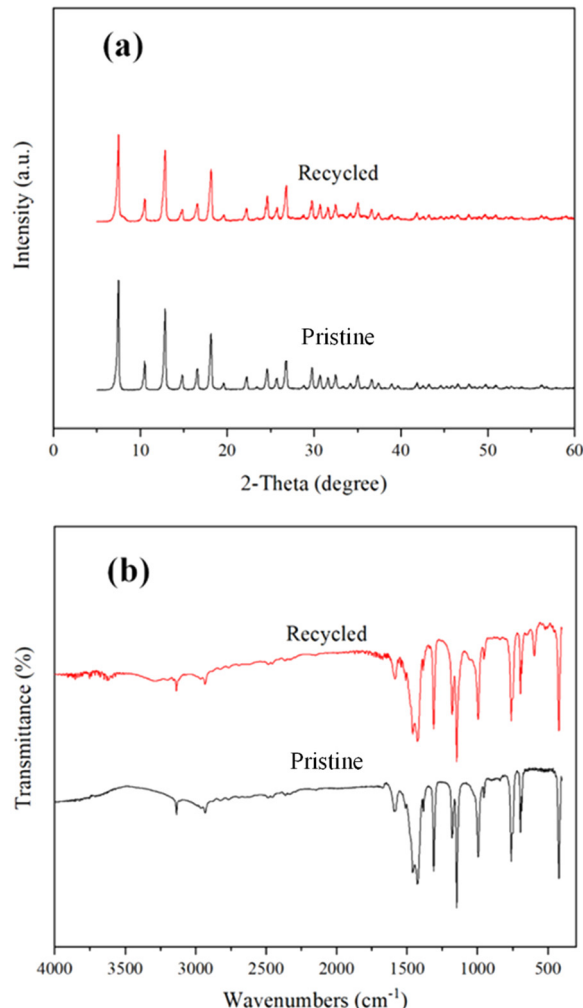 (a)
Recycled
Pristine
Intensity (a.u.)
0 10 20 30 40 50 60
2-Theta (degree)
(b)
Recycled
Pristine
Transmittance (%)
4000 3500 3000 2500 2000 1500 1000 500
Wavenumbers (cm⁻¹)